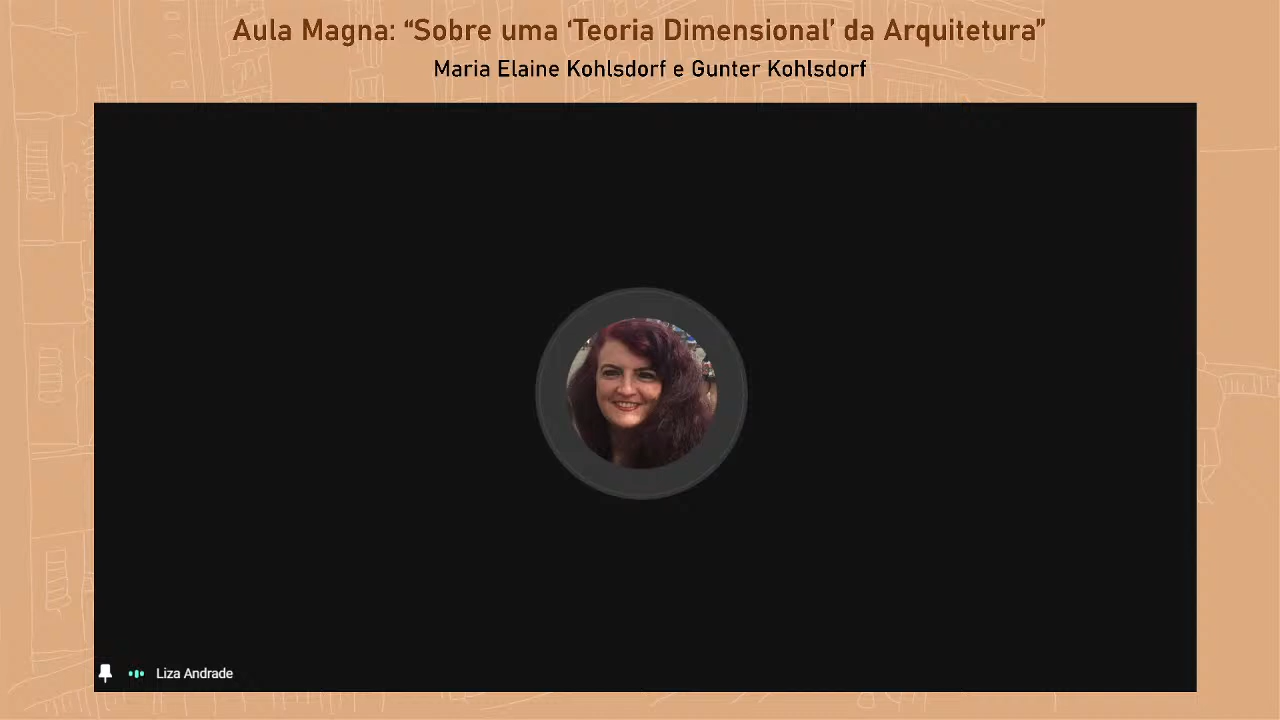 Aula Magna: “Sobre uma ‘Teoria Dimensional’ da Arquitetura”
Maria Elaine Kohlsdorf e Gunter Kohlsdorf
Liza Andrade